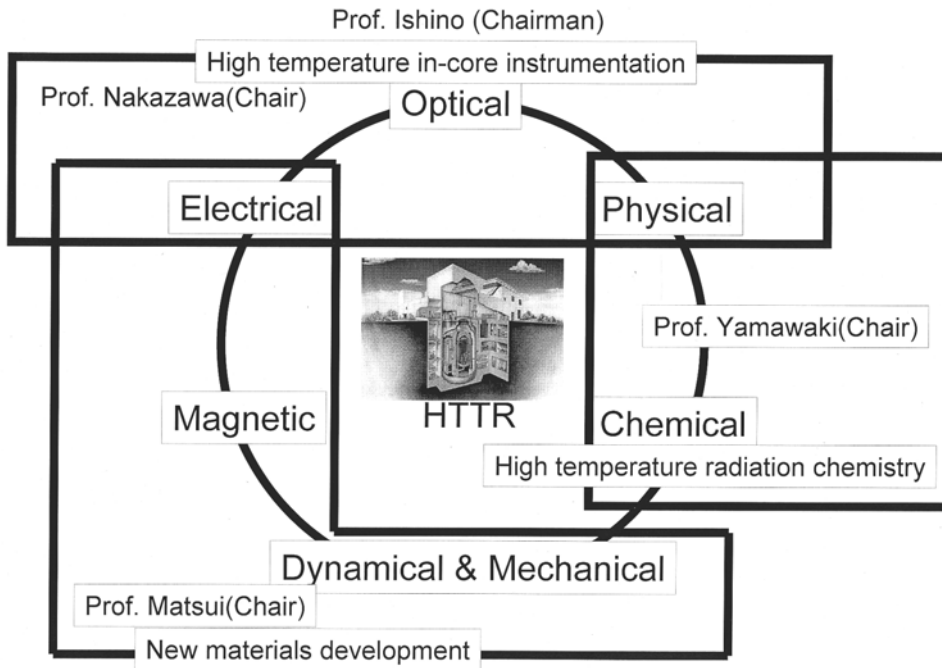 Prof. Ishino (Chairman)
High temperature in-core instrumentation
Prof. Nakazawa(Chair)
Optical
Electrical
Physical
Prof. Yamawaki(Chair)
HTTR
Magnetic
Chemical
High temperature radiation chemistry
Dynamical & Mechanical
Prof. Matsui(Chair)
New materials development